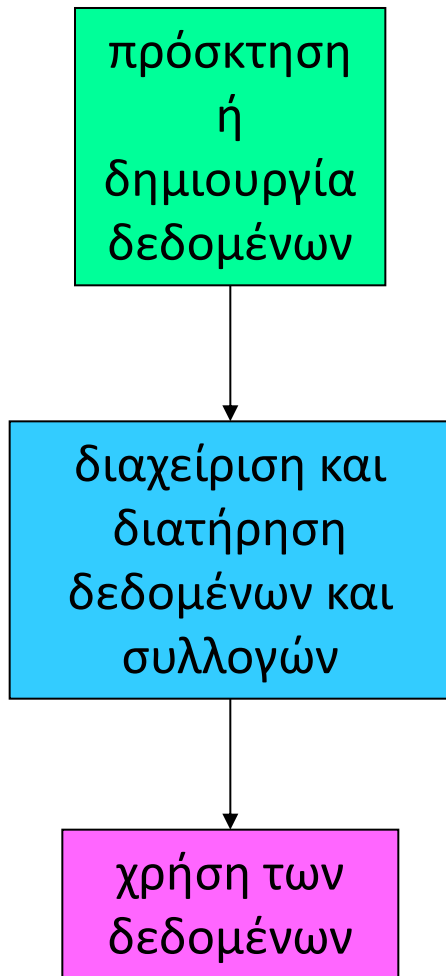 πρόσκτηση
ή
δημιουργία
δεδομένων
διαχείριση και
διατήρηση
δεδομένων και
συλλογών
χρήση των
δεδομένων